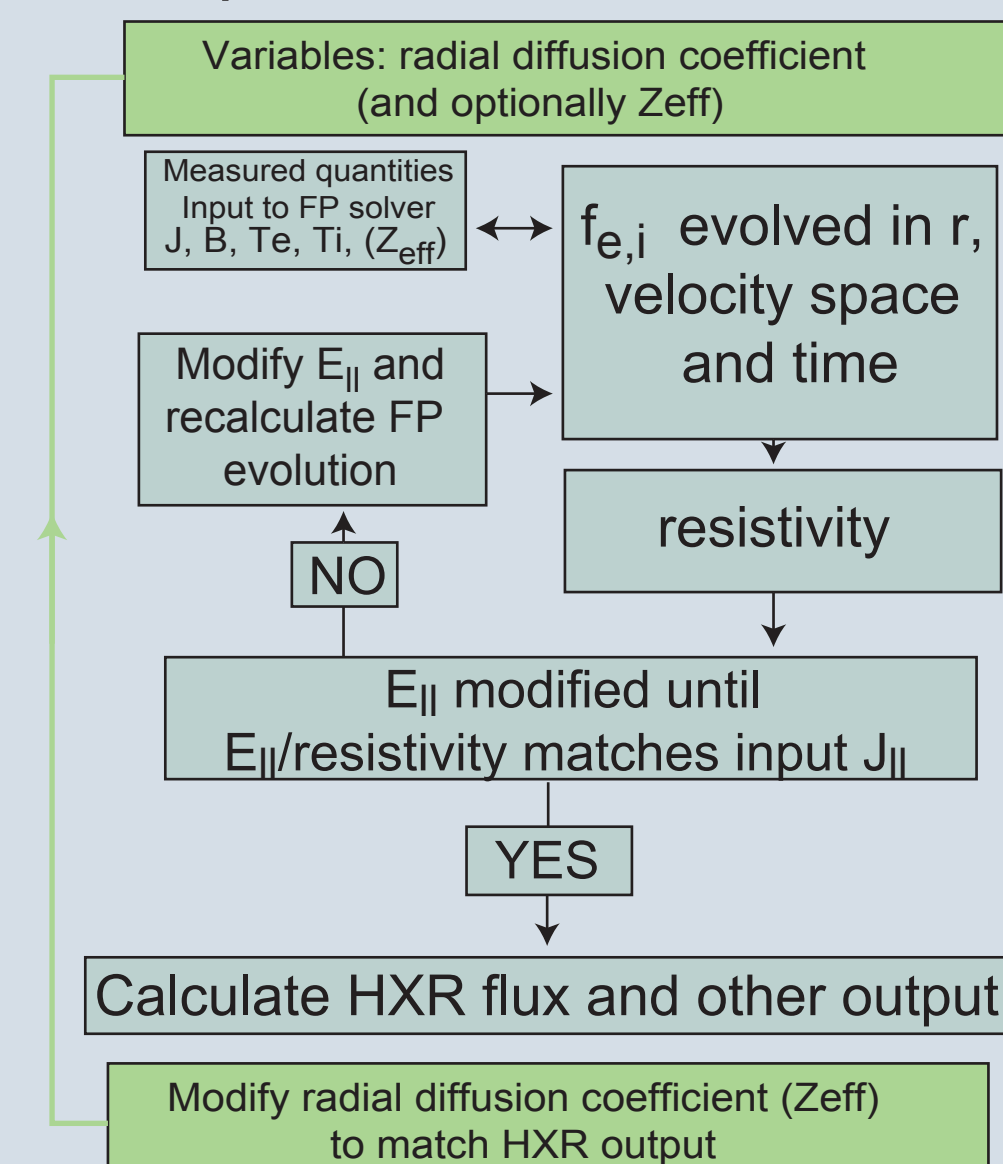 Variables: radial diffusion coefficient
(and optionally Zeff)
Measured quantities
Input to FP solver
J, B, Te, Ti, (Zeff)
fe,i evolved in r,
velocity space
and time
Modify E|| and
recalculate FP
evolution
resistivity
NO
E|| modified until
E||/resistivity matches input J||
YES
Calculate HXR flux and other output
Modify radial diffusion coefficient (Zeff)
to match HXR output